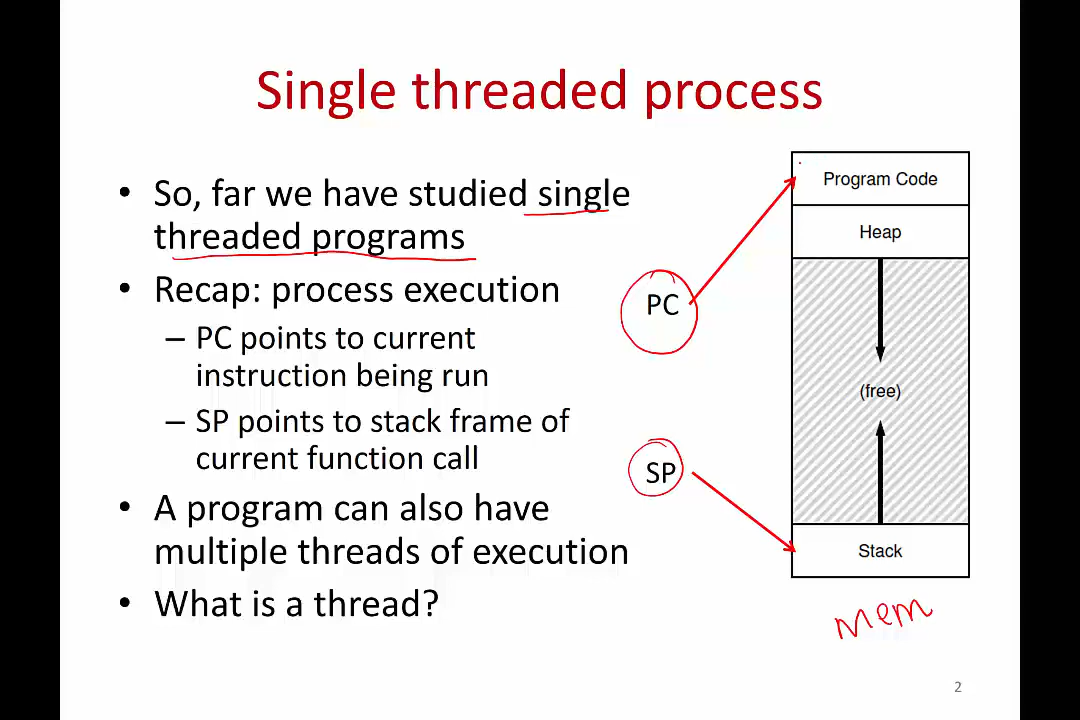 Single threaded process
• So, far we have studied single
threaded programs
• Recap: process execution
– PC points to current
instruction being run
– SP points to stack frame of
current function call
• A program can also have
multiple threads of execution
• What is a thread?
PC
SP
Program Code
Heap
(free)
Stack
mem
2